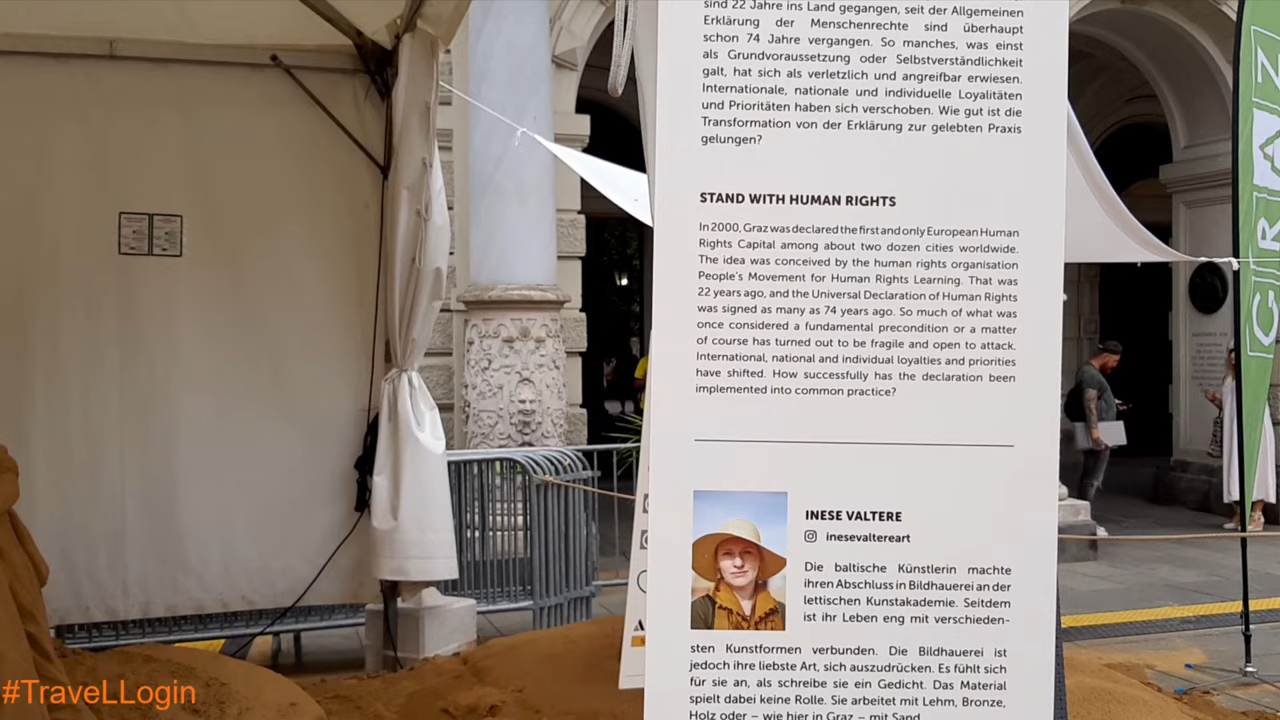 sind 22 Jahre ins Land gegangen, seit der Allgemeinen
Erklärung der Menschenrechte sind überhaupt
schon 74 Jahre vergangen. So manches, was einst
als Grundvoraussetzung oder Selbstverständlichkeit
galt, hat sich als verletzlich und angreifbar erwiesen.
Internationale, nationale und individuelle Loyalitäten
und Prioritäten haben sich verschoben. Wie gut ist die
Transformation von der Erklärung zur gelebten Praxis
gelungen?
STAND WITH HUMAN RIGHTS
In 2000, Graz was declared the first and only European Human
Rights Capital among about two dozen cities worldwide.
The idea was conceived by the human rights organisation
People's Movement for Human Rights Learning. That was
22 years ago, and the Universal Declaration of Human Rights
was signed as many as 74 years ago. So much of what was
once considered a fundamental precondition or a matter
of course has turned out to be fragile and open to attack.
International, national and individual loyalties and priorities
have shifted. How successfully has the declaration been
implemented into common practice?
INESE VALTERE
inesevaltereart
Die baltische Künstlerin machte
ihren Abschluss in Bildhauerei an der
lettischen Kunstakademie. Seitdem
ist ihr Leben eng mit verschieden-
sten Kunstformen verbunden. Die Bildhauerei ist
jedoch ihre liebste Art, sich auszudrücken. Es fühlt sich
für sie an, als schreibe sie ein Gedicht. Das Material
spielt dabei keine Rolle. Sie arbeitet mit Lehm, Bronze,
Holz oder – wie hier in Graz – mit Sand.
GRAZ
#TraveLLogin